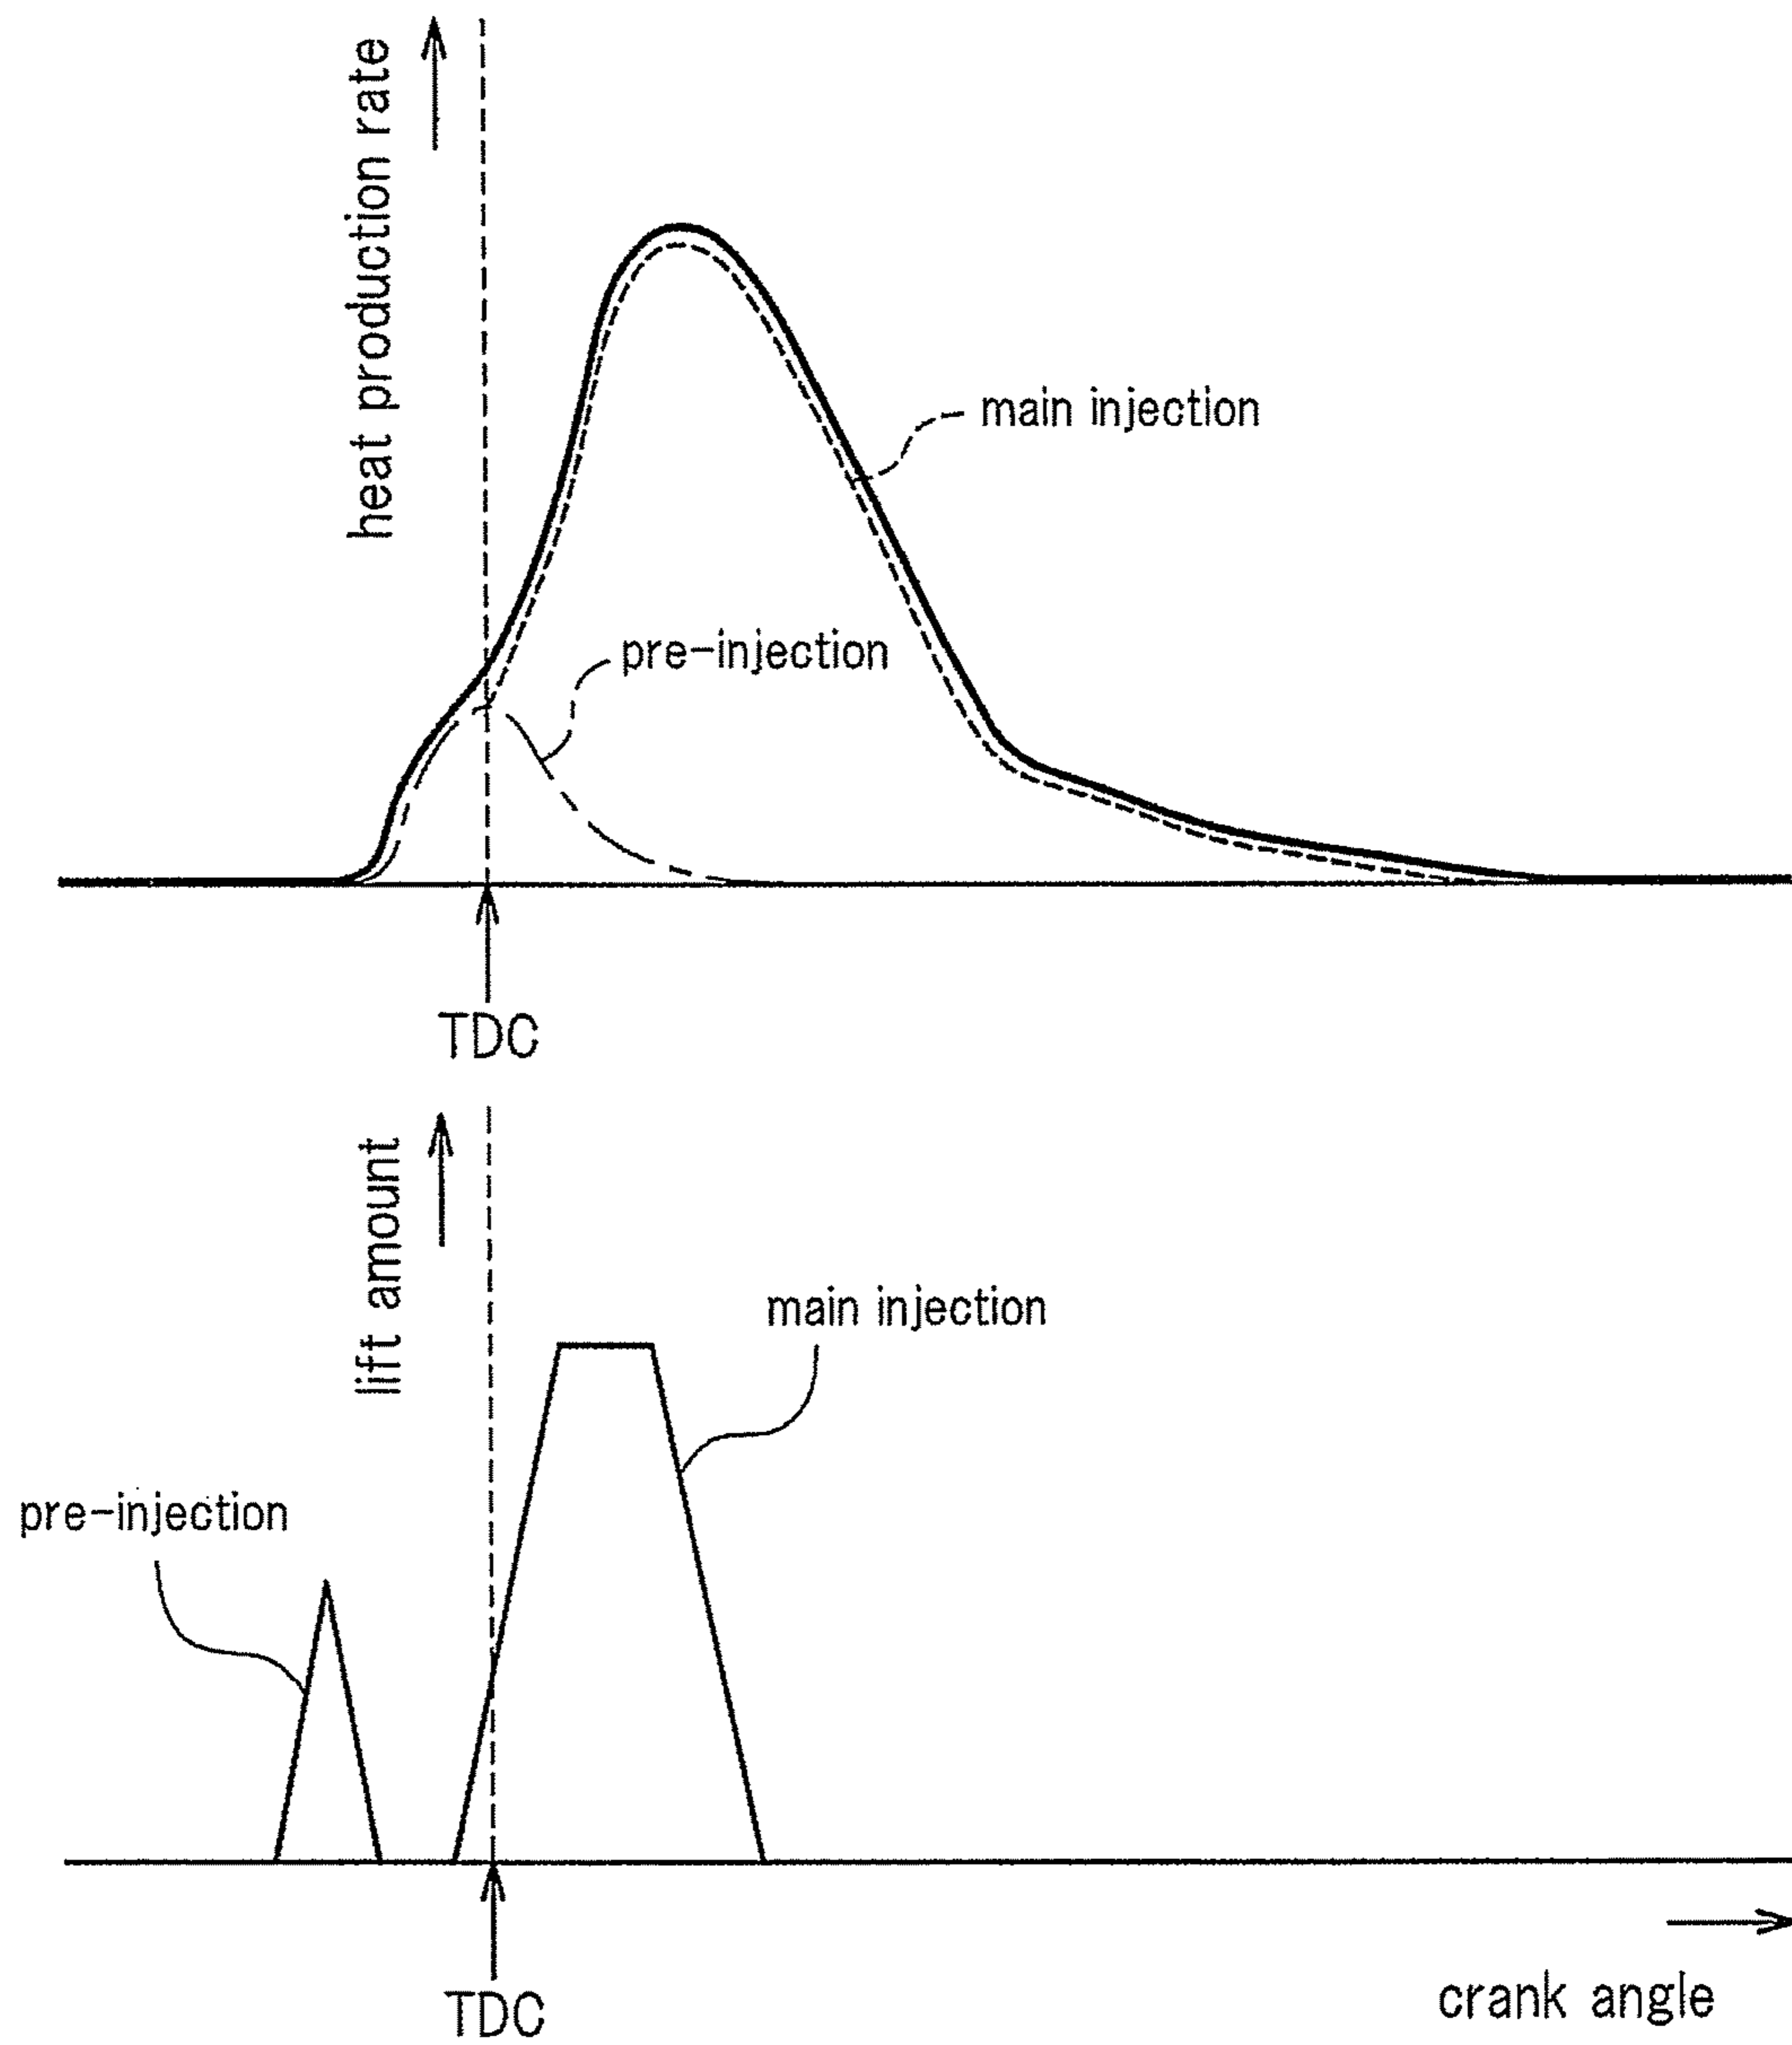 heat production rate
main injection
pre-injection
TDC
lift amount
main injection
pre-injection
TDC
crank angle